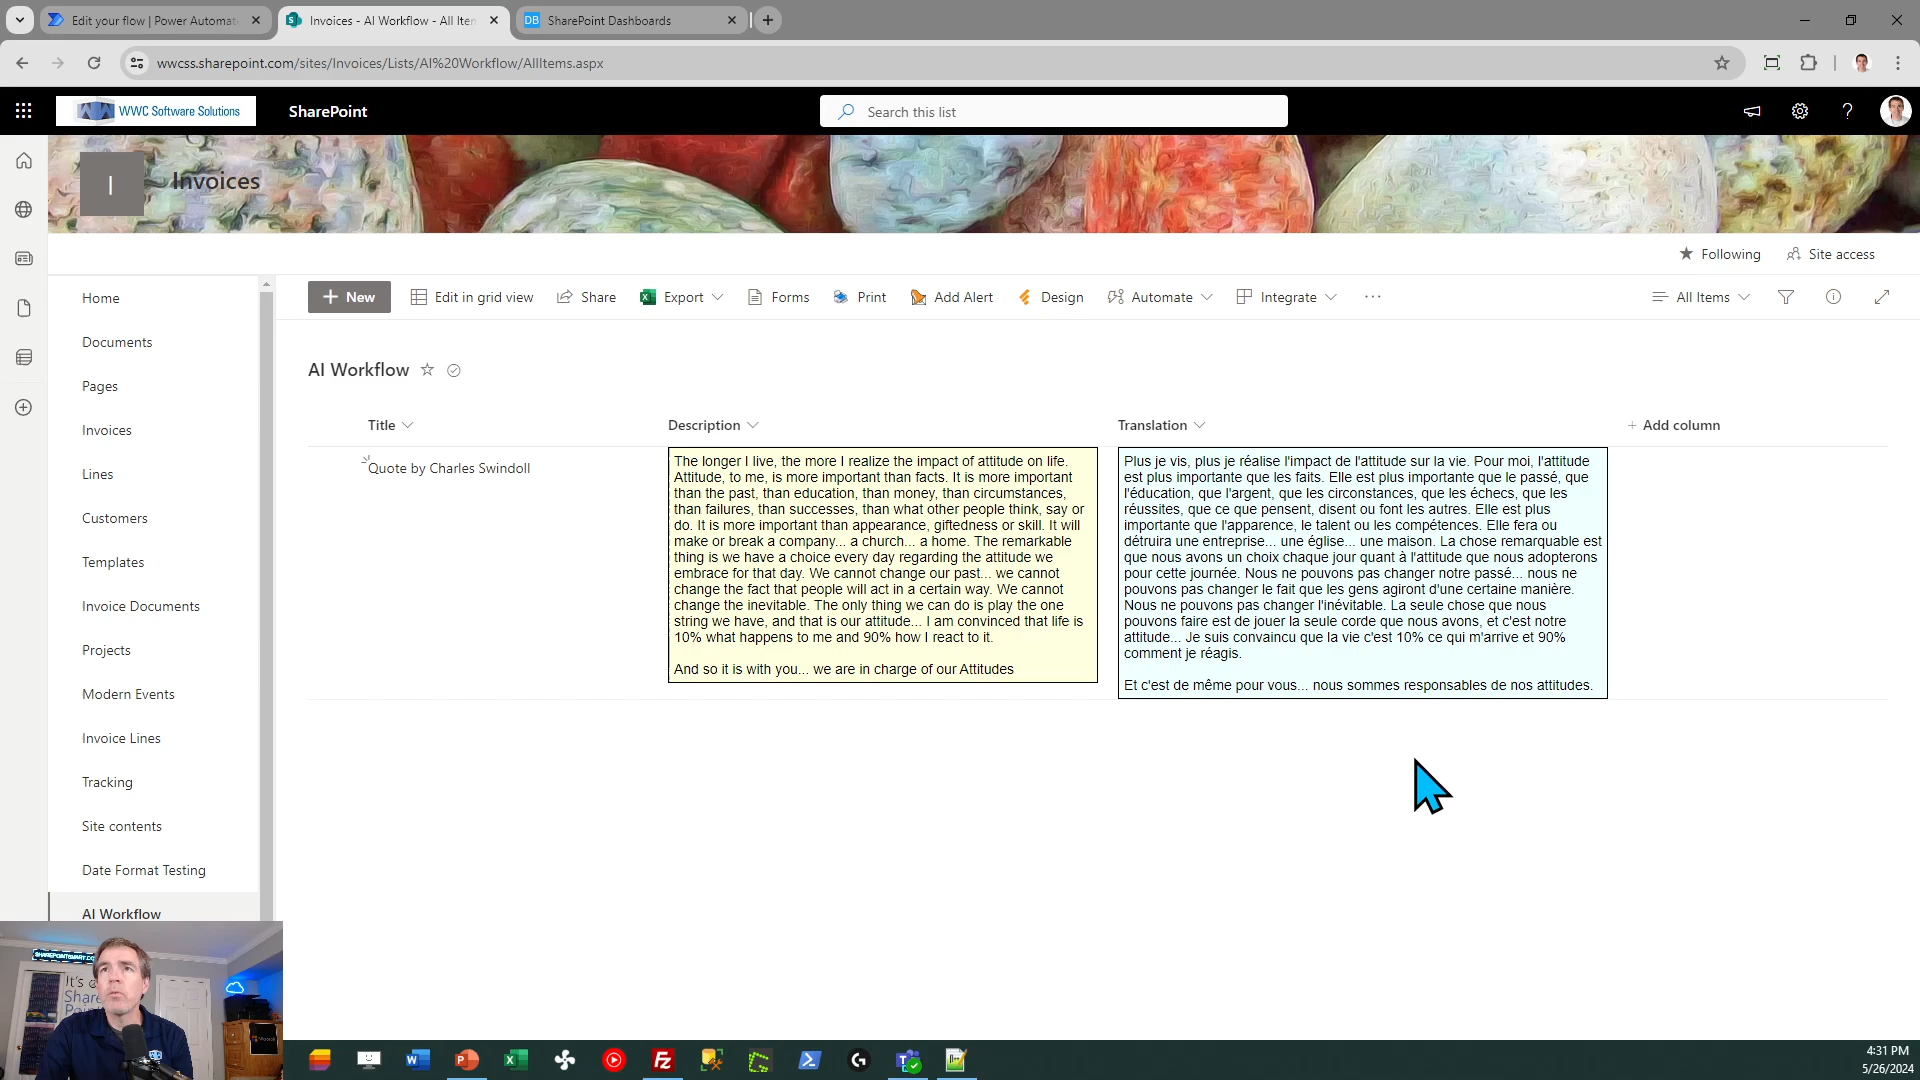 Edit your flow | Power Automat
Invoices - AI Workflow - All Iten
DB SharePoint Dashboards
wwcss.sharepoint.com/sites/Invoices/Lists/AI%20Workflow/AllItems.aspx
WWC Software Solutions
SharePoint
Search this list
I
Invoices
Following
Site access
Home
Documents
Pages
Invoices
Lines
Customers
Templates
Invoice Documents
Projects
Modern Events
Invoice Lines
Tracking
Site contents
Date Format Testing
AI Workflow
+ New
Edit in grid view
Share
Export
Forms
Print
Add Alert
Design
Automate
Integrate
...
All Items
AI Workflow
Title
Description
Translation
+ Add column
Quote by Charles Swindoll
The longer I live, the more I realize the impact of attitude on life.
Attitude, to me, is more important than facts. It is more important
than the past, than education, than money, than circumstances,
than failures, than successes, than what other people think, say or
do. It is more important than appearance, giftedness or skill. It will
make or break a company... a church... a home. The remarkable
thing is we have a choice every day regarding the attitude we
embrace for that day. We cannot change our past... we cannot
change the fact that people will act in a certain way. We cannot
change the inevitable. The only thing we can do is play the one
string we have, and that is our attitude... I am convinced that life is
10% what happens to me and 90% how I react to it.
And so it is with you... we are in charge of our Attitudes
Plus je vis, plus je réalise l'impact de l'attitude sur la vie. Pour moi, l'attitude
est plus importante que les faits. Elle est plus importante que le passé, que
l'éducation, que l'argent, que les circonstances, que les échecs, que les
réussites, que ce que pensent, disent ou font les autres. Elle est plus
importante que l'apparence, le talent ou les compétences. Elle fera ou
détruira une entreprise... une église... une maison. La chose remarquable est
que nous avons un choix chaque jour quant à l'attitude que nous adopterons
pour cette journée. Nous ne pouvons pas changer notre passé... nous ne
pouvons pas changer le fait que les gens agiront d'une certaine manière.
Nous ne pouvons pas changer l'inévitable. La seule chose que nous
pouvons faire est de jouer la seule corde que nous avons, et c'est notre
attitude... Je suis convaincu que la vie c'est 10% ce qui m'arrive et 90%
comment je réagis.
Et c'est de même pour vous... nous sommes responsables de nos attitudes.
SHAREPOINTSMART.CO
It's
Share
4:31 PM
5/26/2024